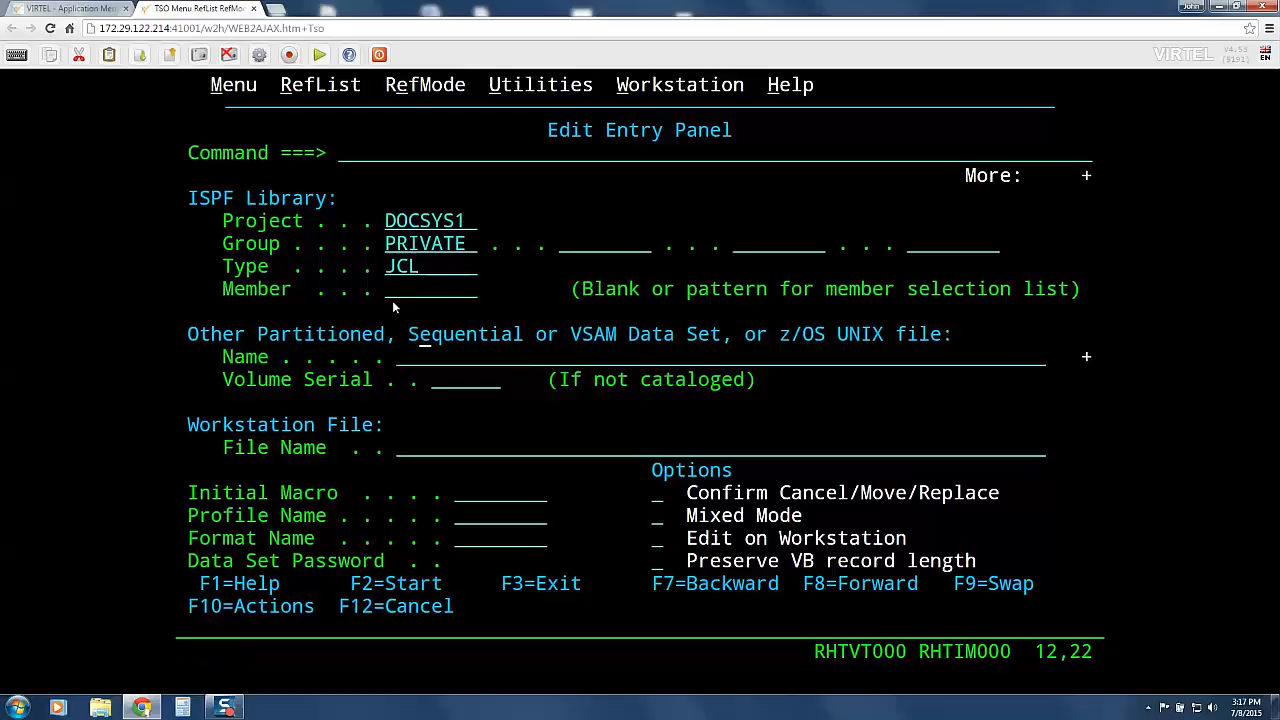 VIRTEL - Application Men
TSO Menu RefList RefMo
John
172.29.122.214:41001/w2h/WEB2AJAX.htm+Tso
VIRTEL V4.53 (5191) EN
Menu RefList RefMode Utilities Workstation Help
Edit Entry Panel
Command ===>
More: +
ISPF Library:
Project . . . DOCSYS1
Group . . . . PRIVATE . . . . . . . . .
Type . . . . JCL
Member . . . (Blank or pattern for member selection list)
Other Partitioned, Sequential or VSAM Data Set, or z/OS UNIX file:
Name . . . . . +
Volume Serial . . (If not cataloged)
Workstation File:
File Name . .
Options
Initial Macro . . . . Confirm Cancel/Move/Replace
Profile Name . . . . . Mixed Mode
Format Name . . . . . Edit on Workstation
Data Set Password . . Preserve VB record length
F1=Help F2=Start F3=Exit F7=Backward F8=Forward F9=Swap
F10=Actions F12=Cancel
RHTVT000 RHTIM000 12,22
3:17 PM
7/8/2015